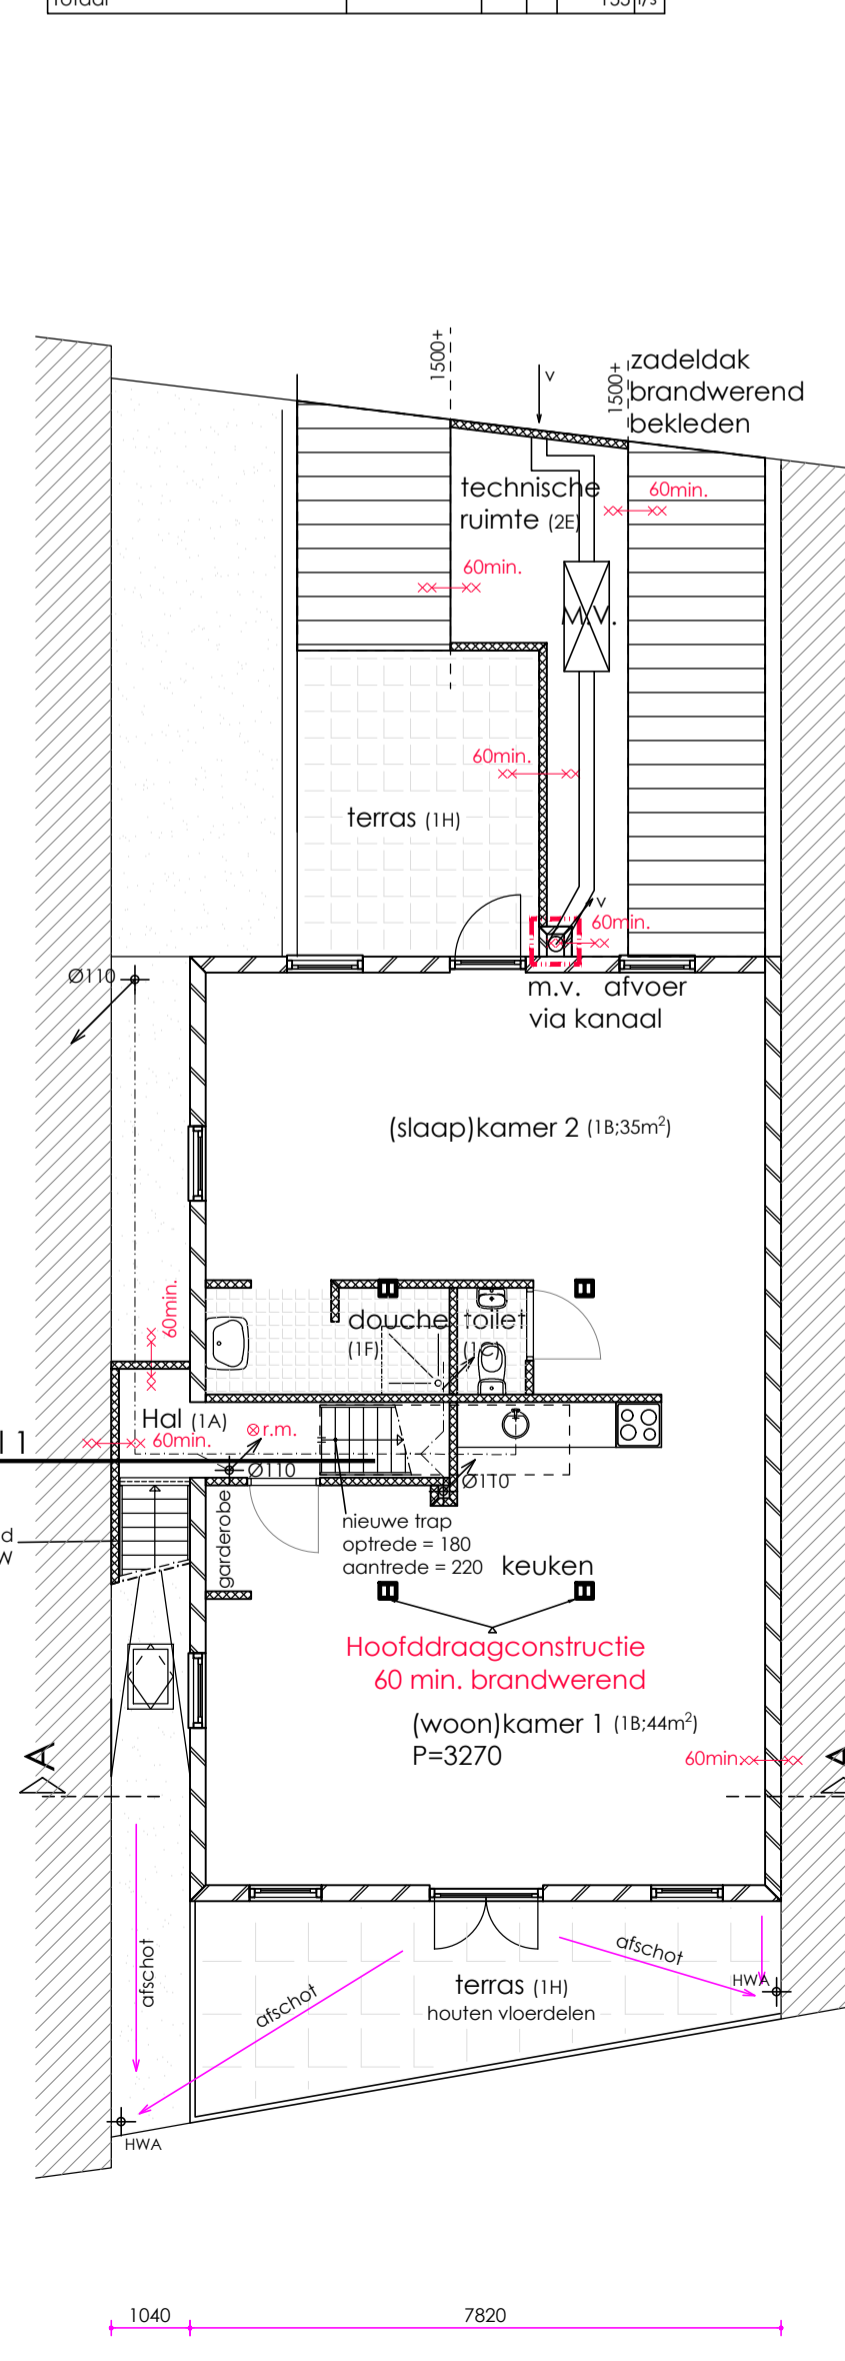 Totaal 155 l/s
1500+
v
1500+
zadeldak
brandwerend
bekleden
technische
ruimte (2E)
60min.
60min.
M.V.
60min.
terras (1H)
v
60min.
Ø110
m.v. afvoer
via kanaal
(slaap)kamer 2 (1B;35m²)
60min.
douche
(1F)
toilet
(1C)
Hal (1A)
r.m.
60min.
l 1
Ø110
Ø110
garderobe
d
w
nieuwe trap
optrede = 180
aantrede = 220
keuken
Hoofddraagconstructie
60 min. brandwerend
(woon)kamer 1 (1B;44m²)
P=3270
60min.
A
A
afschot
afschot
afschot
HWA
terras (1H)
houten vloerdelen
HWA
1040
7820